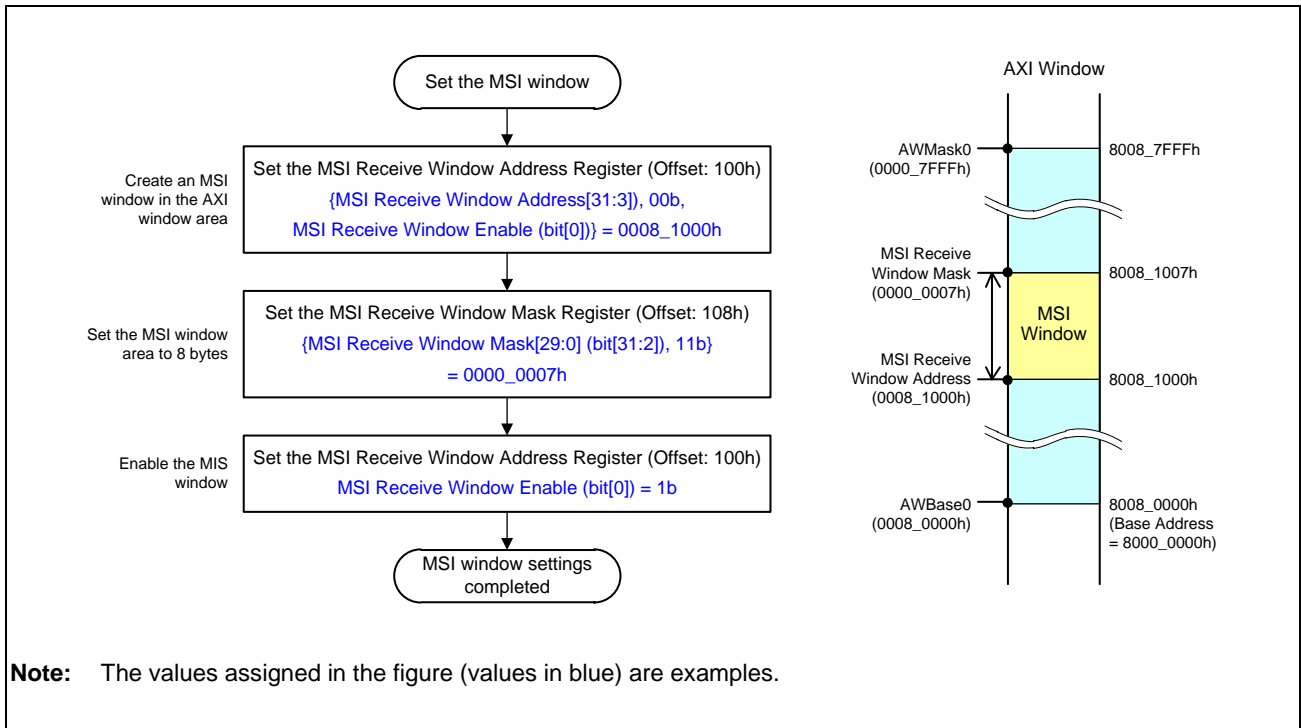 Set the MSI window
Create an MSI
window in the AXI
window area
Set the MSI Receive Window Address Register (Offset: 100h)
{MSI Receive Window Address[31:3]), 00b,
MSI Receive Window Enable (bit[0])} = 0008_1000h
Set the MSI window
area to 8 bytes
Set the MSI Receive Window Mask Register (Offset: 108h)
{MSI Receive Window Mask[29:0] (bit[31:2]), 11b}
= 0000_0007h
Enable the MIS
window
Set the MSI Receive Window Address Register (Offset: 100h)
MSI Receive Window Enable (bit[0]) = 1b
MSI window settings
completed
AXI Window
AWMask0
(0000_7FFFh)
8008_7FFFh
MSI Receive
Window Mask
(0000_0007h)
8008_1007h
MSI
Window
MSI Receive
Window Address
(0008_1000h)
8008_1000h
AWBase0
(0008_0000h)
8008_0000h
(Base Address
= 8000_0000h)
Note: The values assigned in the figure (values in blue) are examples.